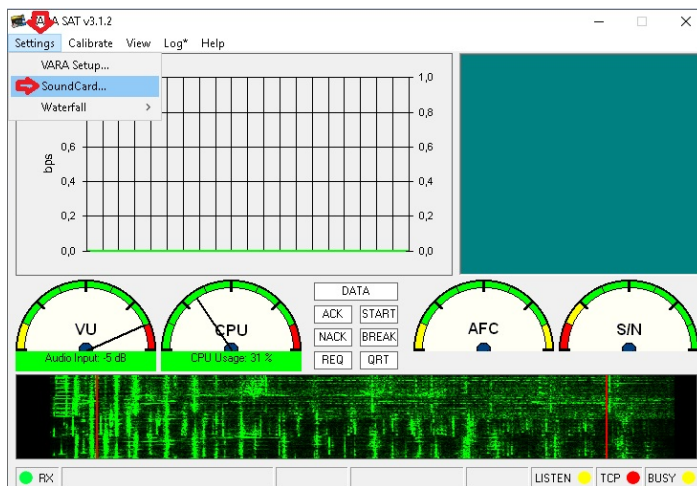 VARA SAT v3.1.2
Settings Calibrate View Log* Help
VARA Setup...
SoundCard...
Waterfall
1,0
0,8
0,6 0,6
0,4 0,4
0,2 0,2
0,0 0,0
bps
DATA
ACK START
NACK BREAK
REQ QRT
VU
Audio Input: -5 dB
CPU
CPU Usage: 31 %
AFC
S/N
RX LISTEN TCP BUSY